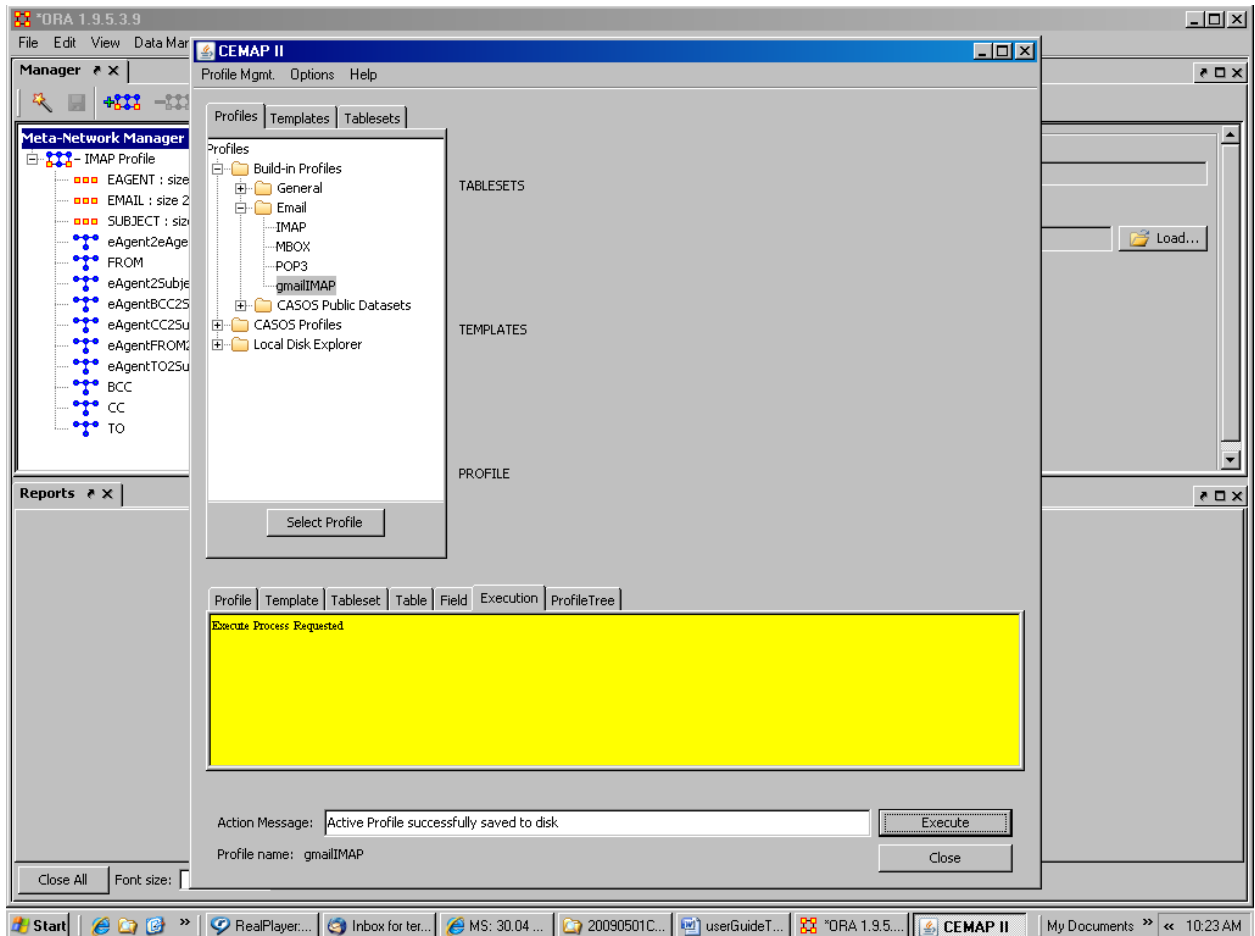 *ORA 1.9.5.3.9
File Edit View Data Mar
Manager
Meta-Network Manager
IMAP Profile
EAGENT : size
EMAIL : size 2
SUBJECT : size
eAgent2eAge
FROM
eAgent2Subje
eAgentBCC2S
eAgentCC2Su
eAgentFROM2
eAgentTO2Su
BCC
CC
TO
Load...
Reports
Close All
Font size:
CEMAP II
Profile Mgmt. Options Help
Profiles Templates Tablesets
Profiles
Build-in Profiles
General
Email
IMAP
MBOX
POP3
gmailIMAP
CASOS Public Datasets
CASOS Profiles
Local Disk Explorer
Select Profile
TABLESETS
TEMPLATES
PROFILE
Profile Template Tableset Table Field Execution ProfileTree
Execute Process Requested
Action Message: Active Profile successfully saved to disk Execute
Profile name: gmailIMAP Close
Start » RealPlayer:... Inbox for ter... MS: 30.04 ... 20090501C... userGuideT... *ORA 1.9.5.... CEMAP II My Documents » « 10:23 AM